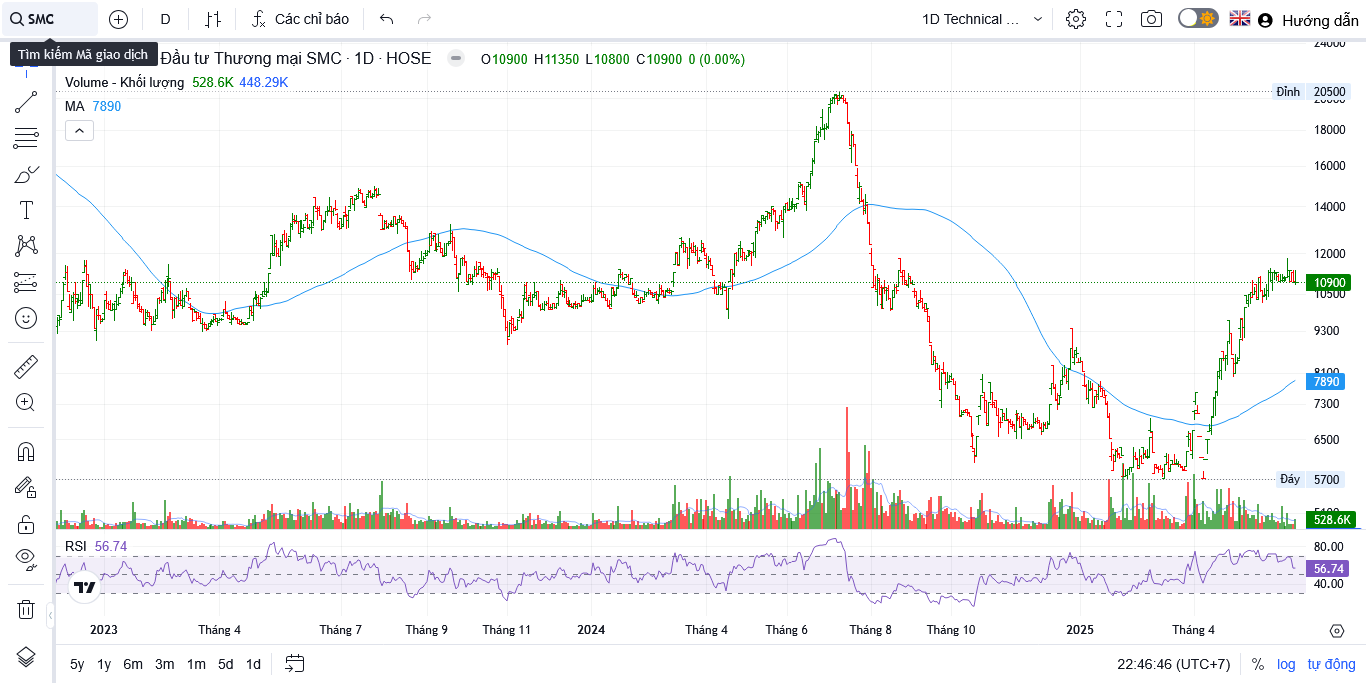 SMC
D
Các chỉ báo
1D Technical ...
Hướng dẫn
Tìm kiếm Mã giao dịch
Đầu tư Thương mại SMC · 1D · HOSE
O10900 H11350 L10800 C10900 0 (0.00%)
Volume - Khối lượng 528.6K 448.29K
MA 7890
24000
Đỉnh 20500
20000
18000
16000
14000
12000
10900
10500
9300
8100
7890
7300
6500
Đáy 5700
5100
528.6K
RSI 56.74
80.00
56.74
40.00
2023 Tháng 4 Tháng 7 Tháng 9 Tháng 11 2024 Tháng 4 Tháng 6 Tháng 8 Tháng 10 2025 Tháng 4
5y 1y 6m 3m 1m 5d 1d
22:46:46 (UTC+7) % log tự động